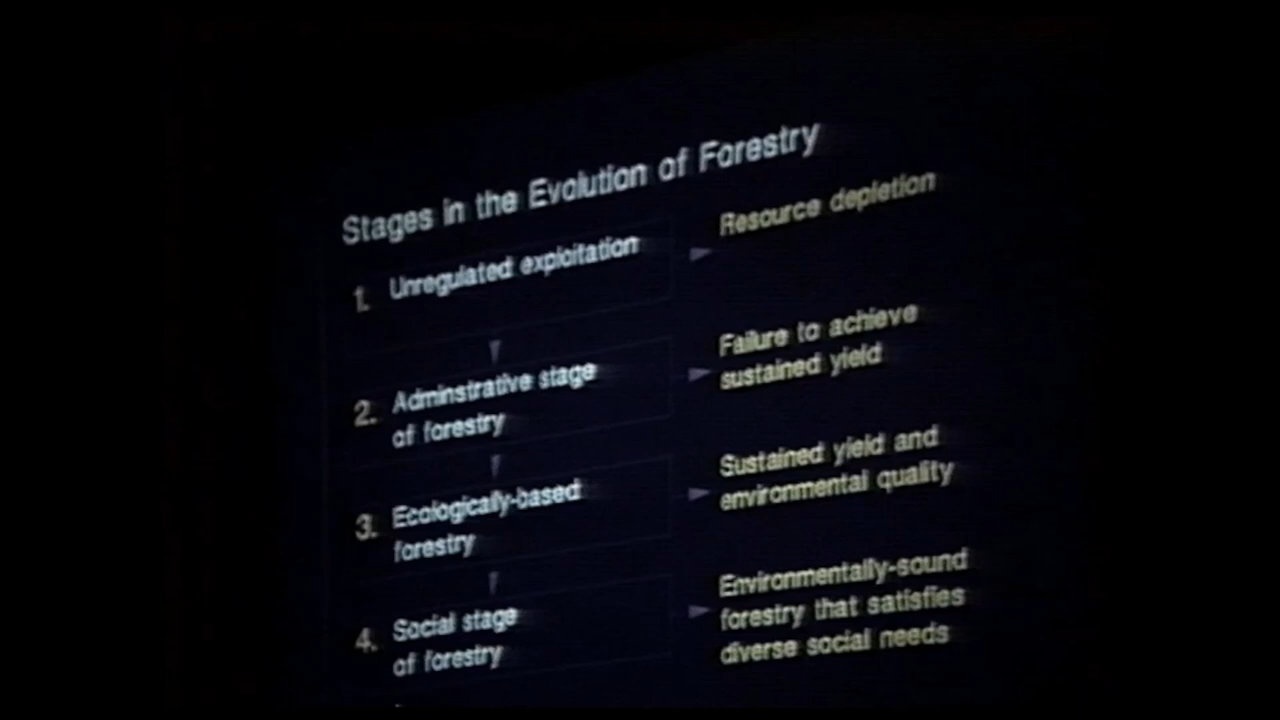 Stages in the Evolution of Forestry
1. Unregulated exploitation
Resource depletion
2. Adminstrative stage
of forestry
Failure to achieve
sustained yield
3. Ecologically-based
forestry
Sustained yield and
environmental quality
4. Social stage
of forestry
Environmentally-sound
forestry that satisfies
diverse social needs